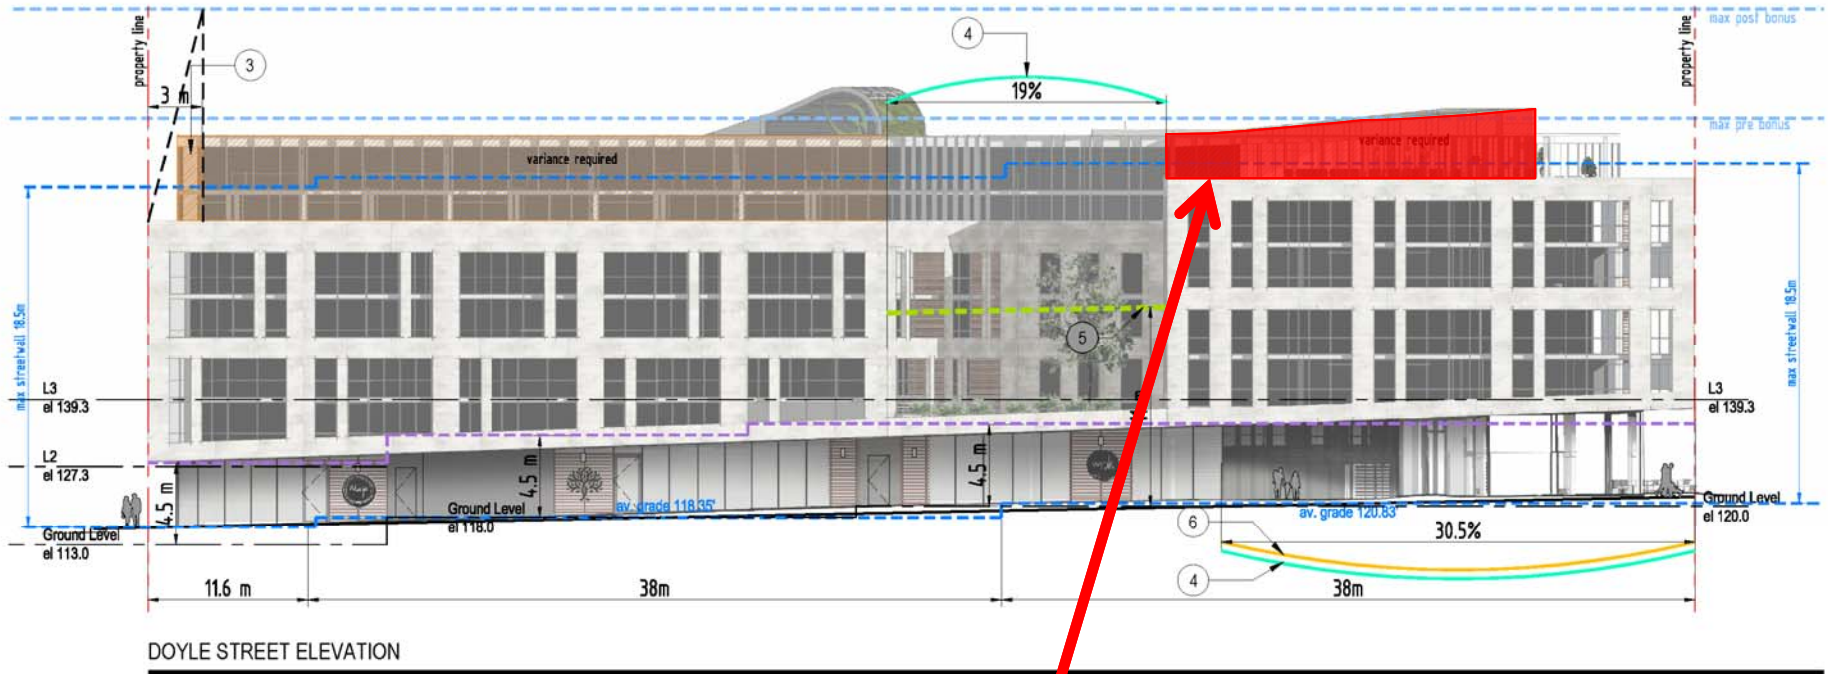 property line
max post bonus
property line
4
3
3 m
19%
max pre bonus
variance required
variance required
max streetwall 18.5m
max streetwall 18.5m
5
L3
el 139.3
L3
el 139.3
L2
el 127.3
4.5 m
4.5 m
4.5 m
Ground Level
el 116.0
av. grade 118.35'
av. grade 120.83
Ground Level
el 120.0
Ground Level
el 113.0
6
30.5%
4
11.6 m
38m
38m
DOYLE STREET ELEVATION